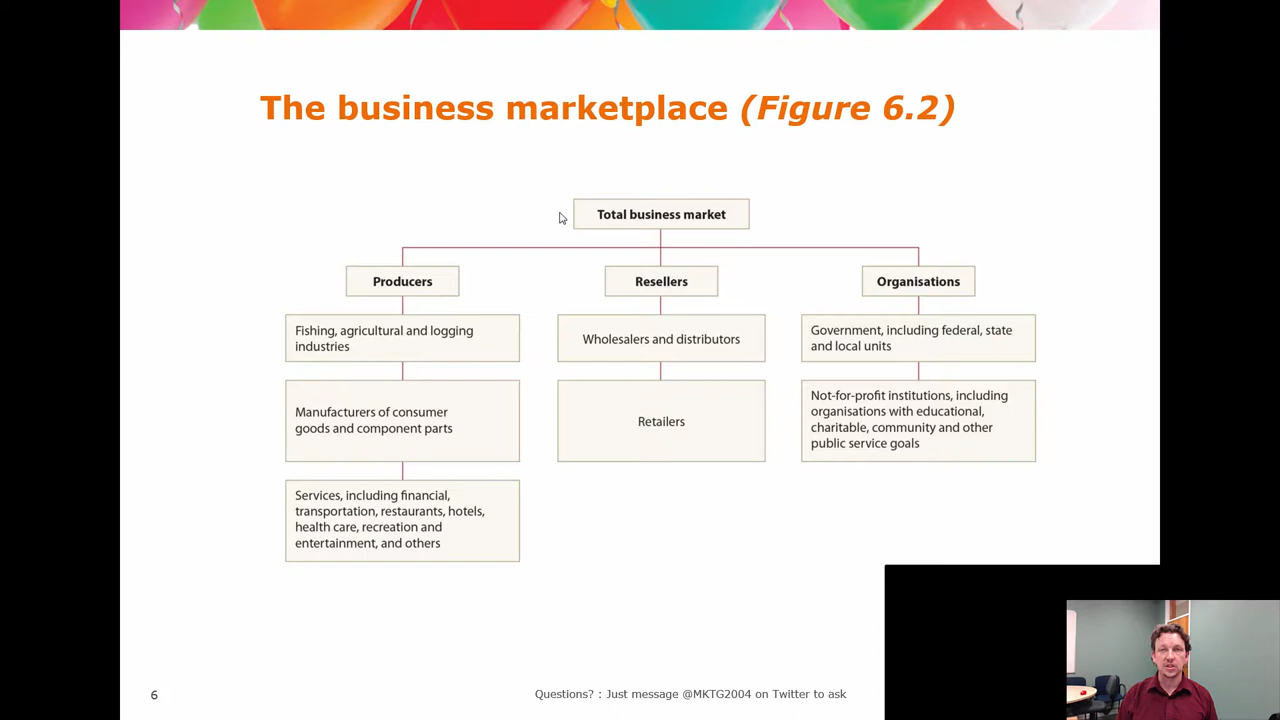 The business marketplace (Figure 6.2)
Total business market
Producers
Resellers
Organisations
Fishing, agricultural and logging
industries
Wholesalers and distributors
Government, including federal, state
and local units
Manufacturers of consumer
goods and component parts
Retailers
Not-for-profit institutions, including
organisations with educational,
charitable, community and other
public service goals
Services, including financial,
transportation, restaurants, hotels,
health care, recreation and
entertainment, and others
6
Questions? : Just message @MKTG2004 on Twitter to ask